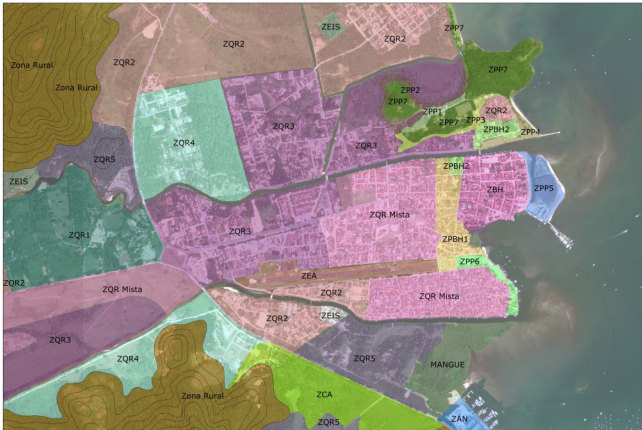 ZPP7
ZEIS
ZQR2
Zona Rural
ZQR2
ZQR2
ZPP7
Zona Rural
ZPP2
ZPP7
ZPP1
ZPP7
ZPP3
ZQR2
ZPBH2
ZPP4
ZQR3
ZQR4
ZQR3
ZQR5
ZPBH2
ZEIS
ZBH
ZPP5
ZQR Mista
ZQR1
ZQR3
ZPBH1
ZPP6
ZEA
ZQR2
ZQR Mista
ZQR2
ZQR Mista
ZEIS
ZQR2
ZQR3
ZQR4
ZQR5
MANGUE
Zona Rural
ZCA
ZAN
ZQR5